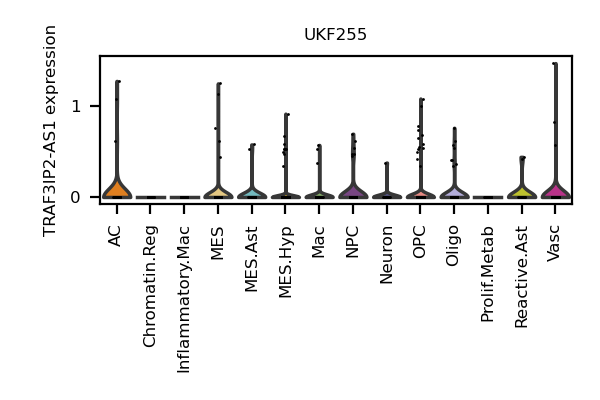 UKF255
TRAF3IP2-AS1 expression
1
0
AC
Chromatin.Reg
Inflammatory.Mac
MES
MES.Ast
MES.Hyp
Mac
NPC
Neuron
OPC
Oligo
Prolif.Metab
Reactive.Ast
Vasc